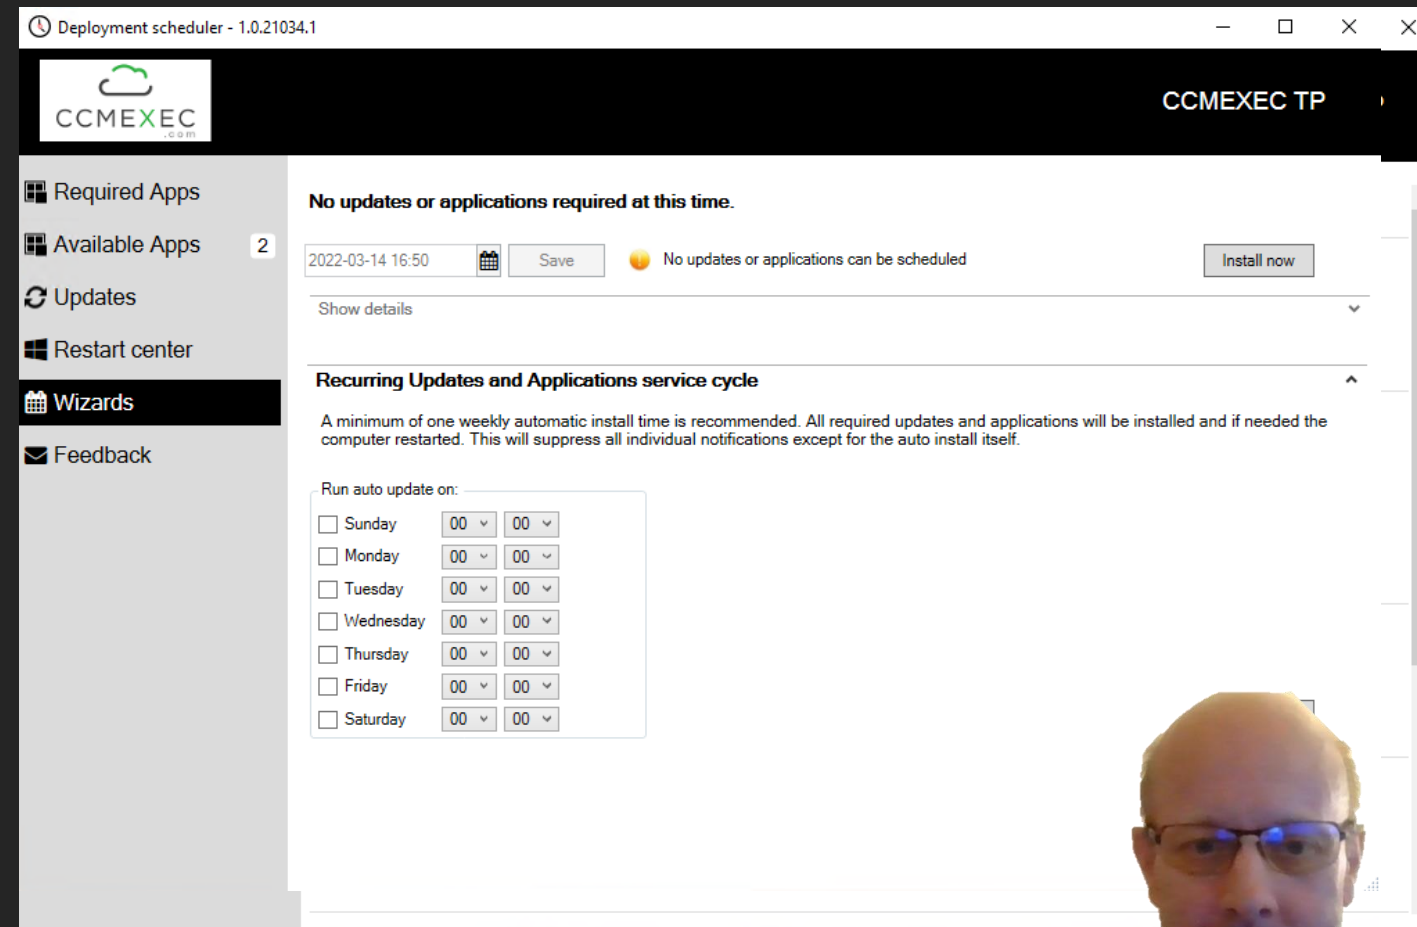 Deployment scheduler - 1.0.21034.1
CCMEXEC
.com
CCMEXEC TP
Required Apps
Available Apps 2
Updates
Restart center
Wizards
Feedback
No updates or applications required at this time.
2022-03-14 16:50 Save No updates or applications can be scheduled Install now
Show details
Recurring Updates and Applications service cycle
A minimum of one weekly automatic install time is recommended. All required updates and applications will be installed and if needed the
computer restarted. This will suppress all individual notifications except for the auto install itself.
Run auto update on:
Sunday 00 00
Monday 00 00
Tuesday 00 00
Wednesday 00 00
Thursday 00 00
Friday 00 00
Saturday 00 00